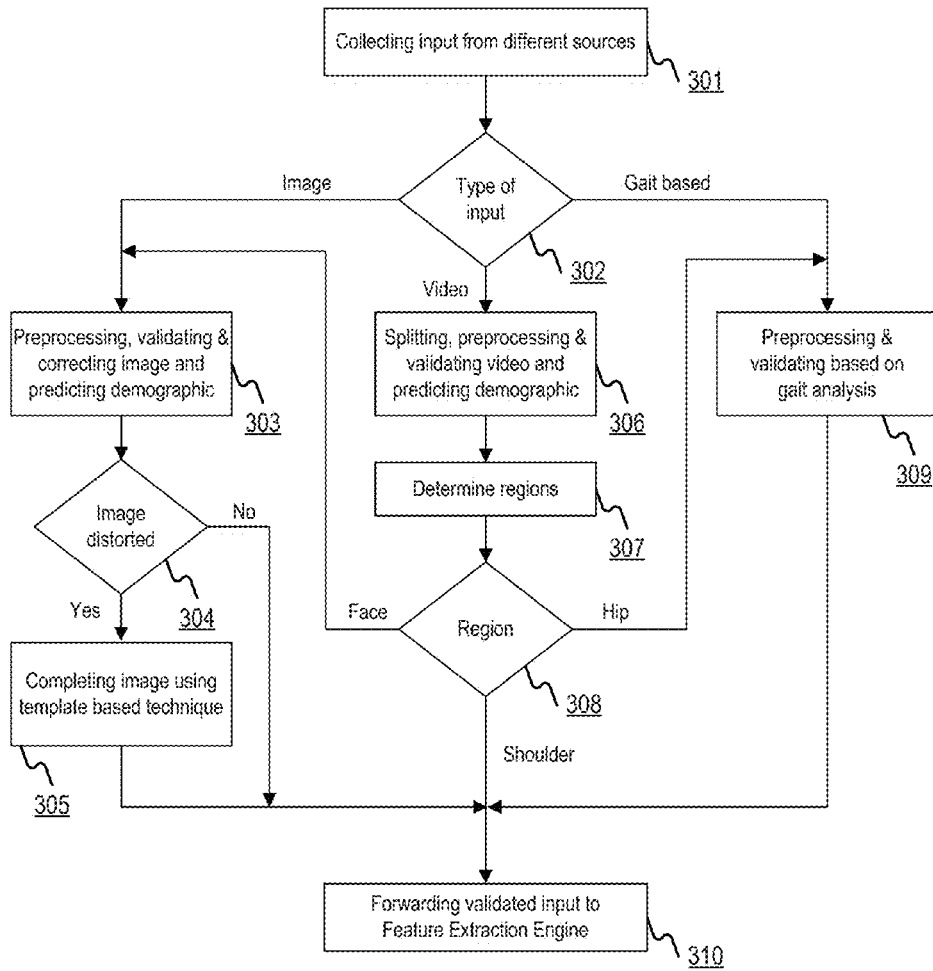 Collecting input from different sources
301
Type of
input
Image
Gait based
302
Video
Preprocessing, validating &
correcting image and
predicting demographic
303
Splitting, preprocessing &
validating video and
predicting demographic
306
Preprocessing &
validating based on
gait analysis
309
Determine regions
307
Image
distorted
No
304
Yes
Face
Region
Hip
308
Completing image using
template based technique
305
Shoulder
Forwarding validated input to
Feature Extraction Engine
310